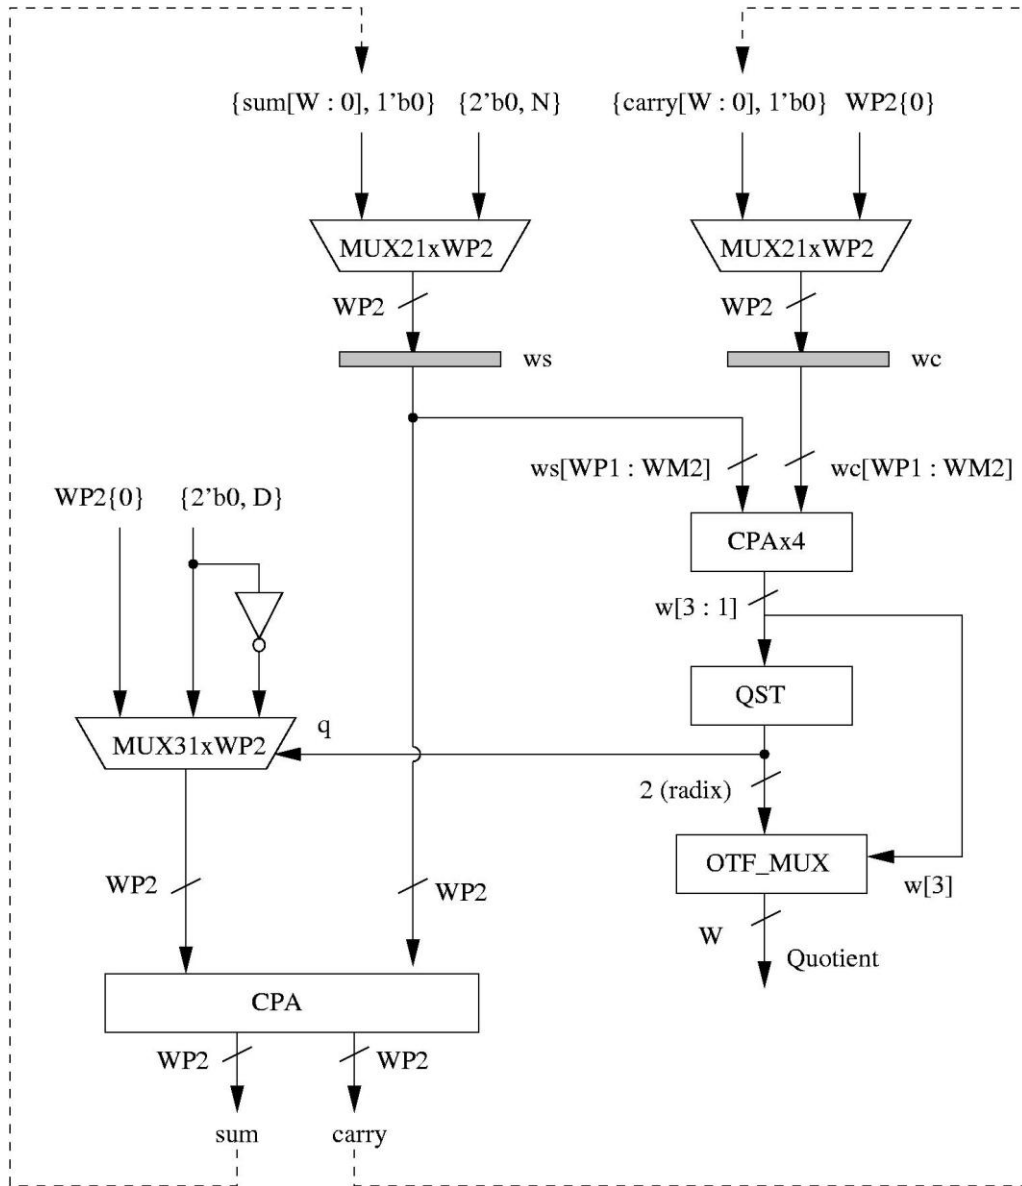 {sum[W : 0], 1'b0} {2'b0, N} {carry[W : 0], 1'b0} WP2{0}
MUX21xWP2 MUX21xWP2
WP2 WP2
ws wc
ws[WP1 : WM2] wc[WP1 : WM2]
WP2{0} {2'b0, D}
CPAx4
w[3 : 1]
QST
q
MUX31xWP2
2 (radix)
OTF_MUX
WP2 WP2 w[3]
W
Quotient
CPA
WP2 WP2
sum carry